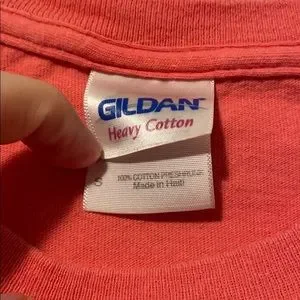 GILDAN
Heavy Cotton
S
100% COTTON PRESHRUNK
Made in Haiti